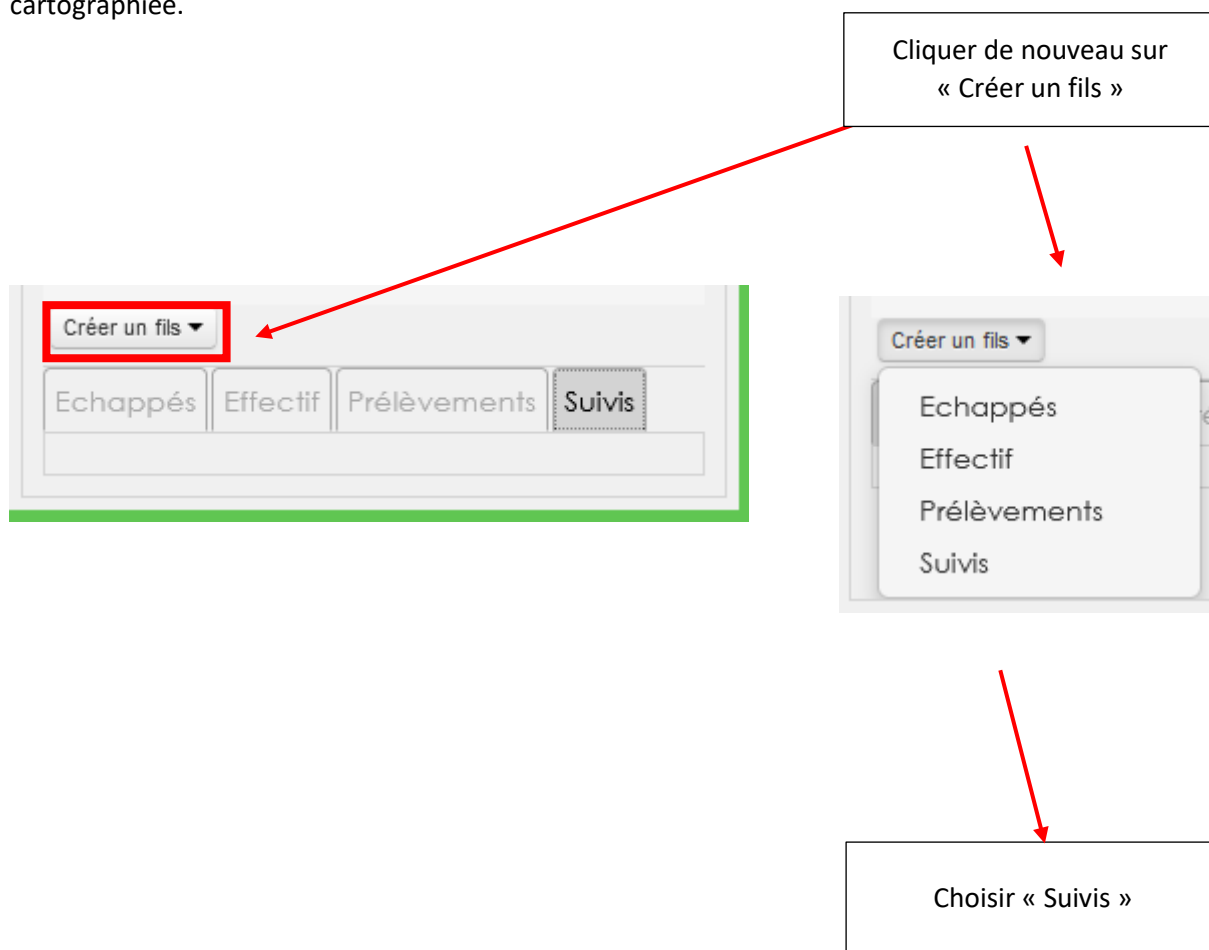 cartographiée.
Cliquer de nouveau sur
« Créer un fils »
Créer un fils
Echappés Effectif Prélèvements Suivis
Créer un fils
Echappés
Effectif
Prélèvements
Suivis
Choisir « Suivis »